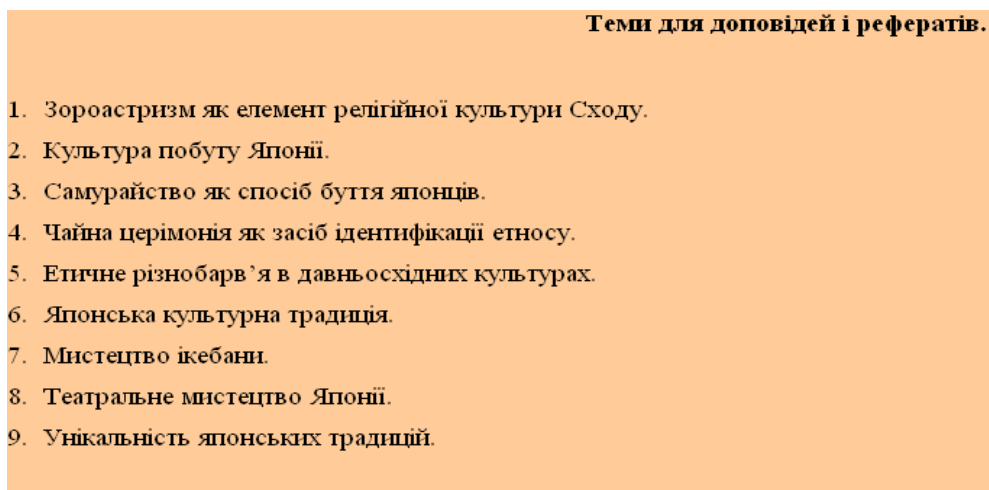 Теми для доповідей і рефератів.
1. Зороастризм як елемент релігійної культури Сходу.
2. Культура побуту Японії.
3. Самурайство як спосіб буття японців.
4. Чайна церімонія як засіб ідентифікації етносу.
5. Етичне різнобарв’я в давньосхідних культурах.
6. Японська культурна традиція.
7. Мистецтво ікебани.
8. Театральне мистецтво Японії.
9. Унікальність японських традицій.